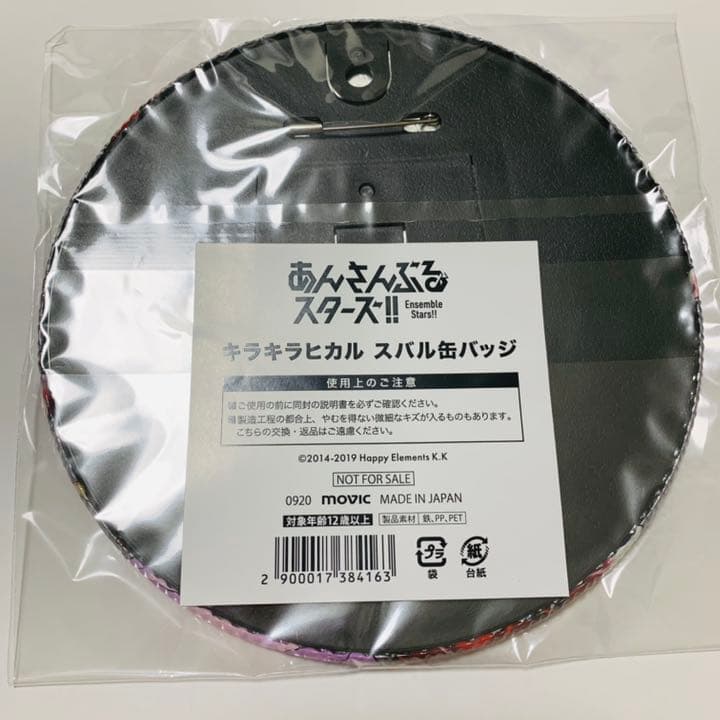 あんさんぶる
スターズ!!
Ensemble
Stars!!
キラキラヒカル スバル缶バッジ
使用上のご注意
■ご使用の前に同封の説明書を必ずご確認ください。
■製造工程の都合上、やむを得ない微細なキズが入るものもあります。
こちらの交換・返品はご遠慮ください。
©2014-2019 Happy Elements K.K
NOT FOR SALE
0920 movic MADE IN JAPAN
対象年齢12歳以上 製品素材 鉄、PP、PET
2 900017 384163
プラ
袋
紙
台紙